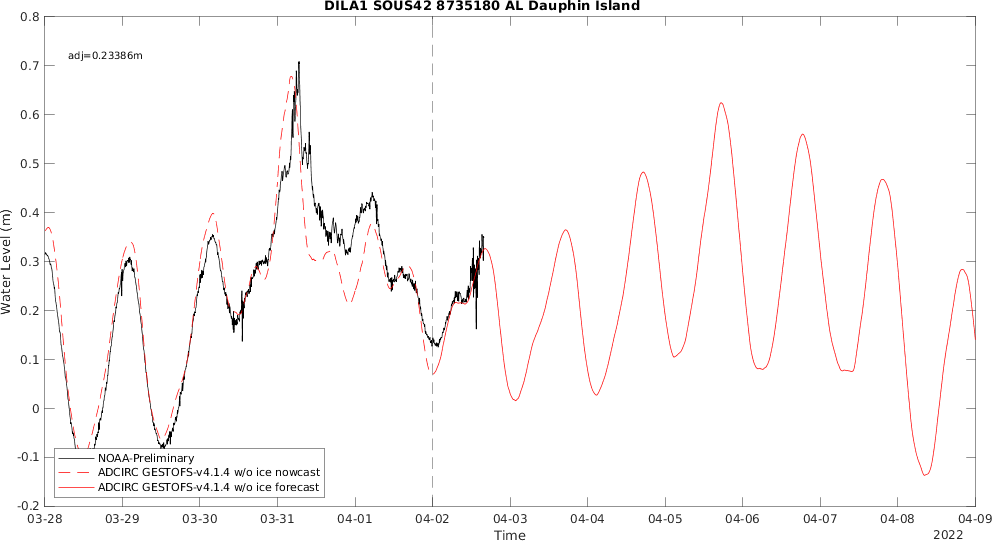 DILA1 SOUS42 8735180 AL Dauphin Island
adj=0.23386m
Water Level (m)
0.8
0.7
0.6
0.5
0.4
0.3
0.2
0.1
0
-0.1
-0.2
NOAA-Preliminary
ADCIRC GESTOFS-v4.1.4 w/o ice nowcast
ADCIRC GESTOFS-v4.1.4 w/o ice forecast
03-28 03-29 03-30 03-31 04-01 04-02 04-03 04-04 04-05 04-06 04-07 04-08 04-09
Time
2022